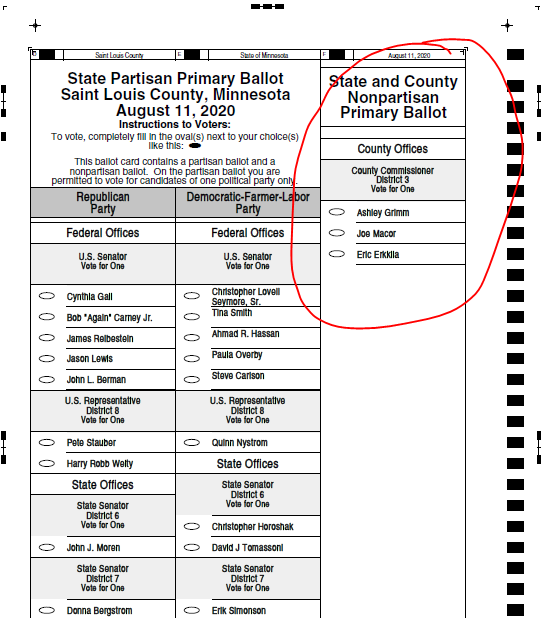 Saint Louis County
E
State of Minnesota
F
August 11, 2020
State Partisan Primary Ballot
Saint Louis County, Minnesota
August 11, 2020
Instructions to Voters:
To vote, completely fill in the oval(s) next to your choice(s)
like this:
This ballot card contains a partisan ballot and a
nonpartisan ballot. On the partisan ballot you are
permitted to vote for candidates of one political party only.
Republican
Party
Federal Offices
U.S. Senator
Vote for One
Cynthia Gail
Bob "Again" Carney Jr.
James Reibestein
Jason Lewis
John L. Berman
U.S. Representative
District 8
Vote for One
Pete Stauber
Harry Robb Welty
State Offices
State Senator
District 6
Vote for One
John J. Moren
State Senator
District 7
Vote for One
Donna Bergstrom
Democratic-Farmer-Labor
Party
Federal Offices
U.S. Senator
Vote for One
Christopher Lovell
Seymore, Sr.
Tina Smith
Ahmad R. Hassan
Paula Overby
Steve Carlson
U.S. Representative
District 8
Vote for One
Quinn Nystrom
State Offices
State Senator
District 6
Vote for One
Christopher Horoshak
David J Tomassoni
State Senator
District 7
Vote for One
Erik Simonson
State and County
Nonpartisan
Primary Ballot
County Offices
County Commissioner
District 3
Vote for One
Ashley Grimm
Joe Macor
Eric Erkkila